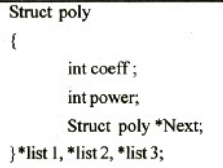 Struct poly
{
int coeff ;
int power;
Struct poly *Next;
}*list 1, *list 2, *list 3;